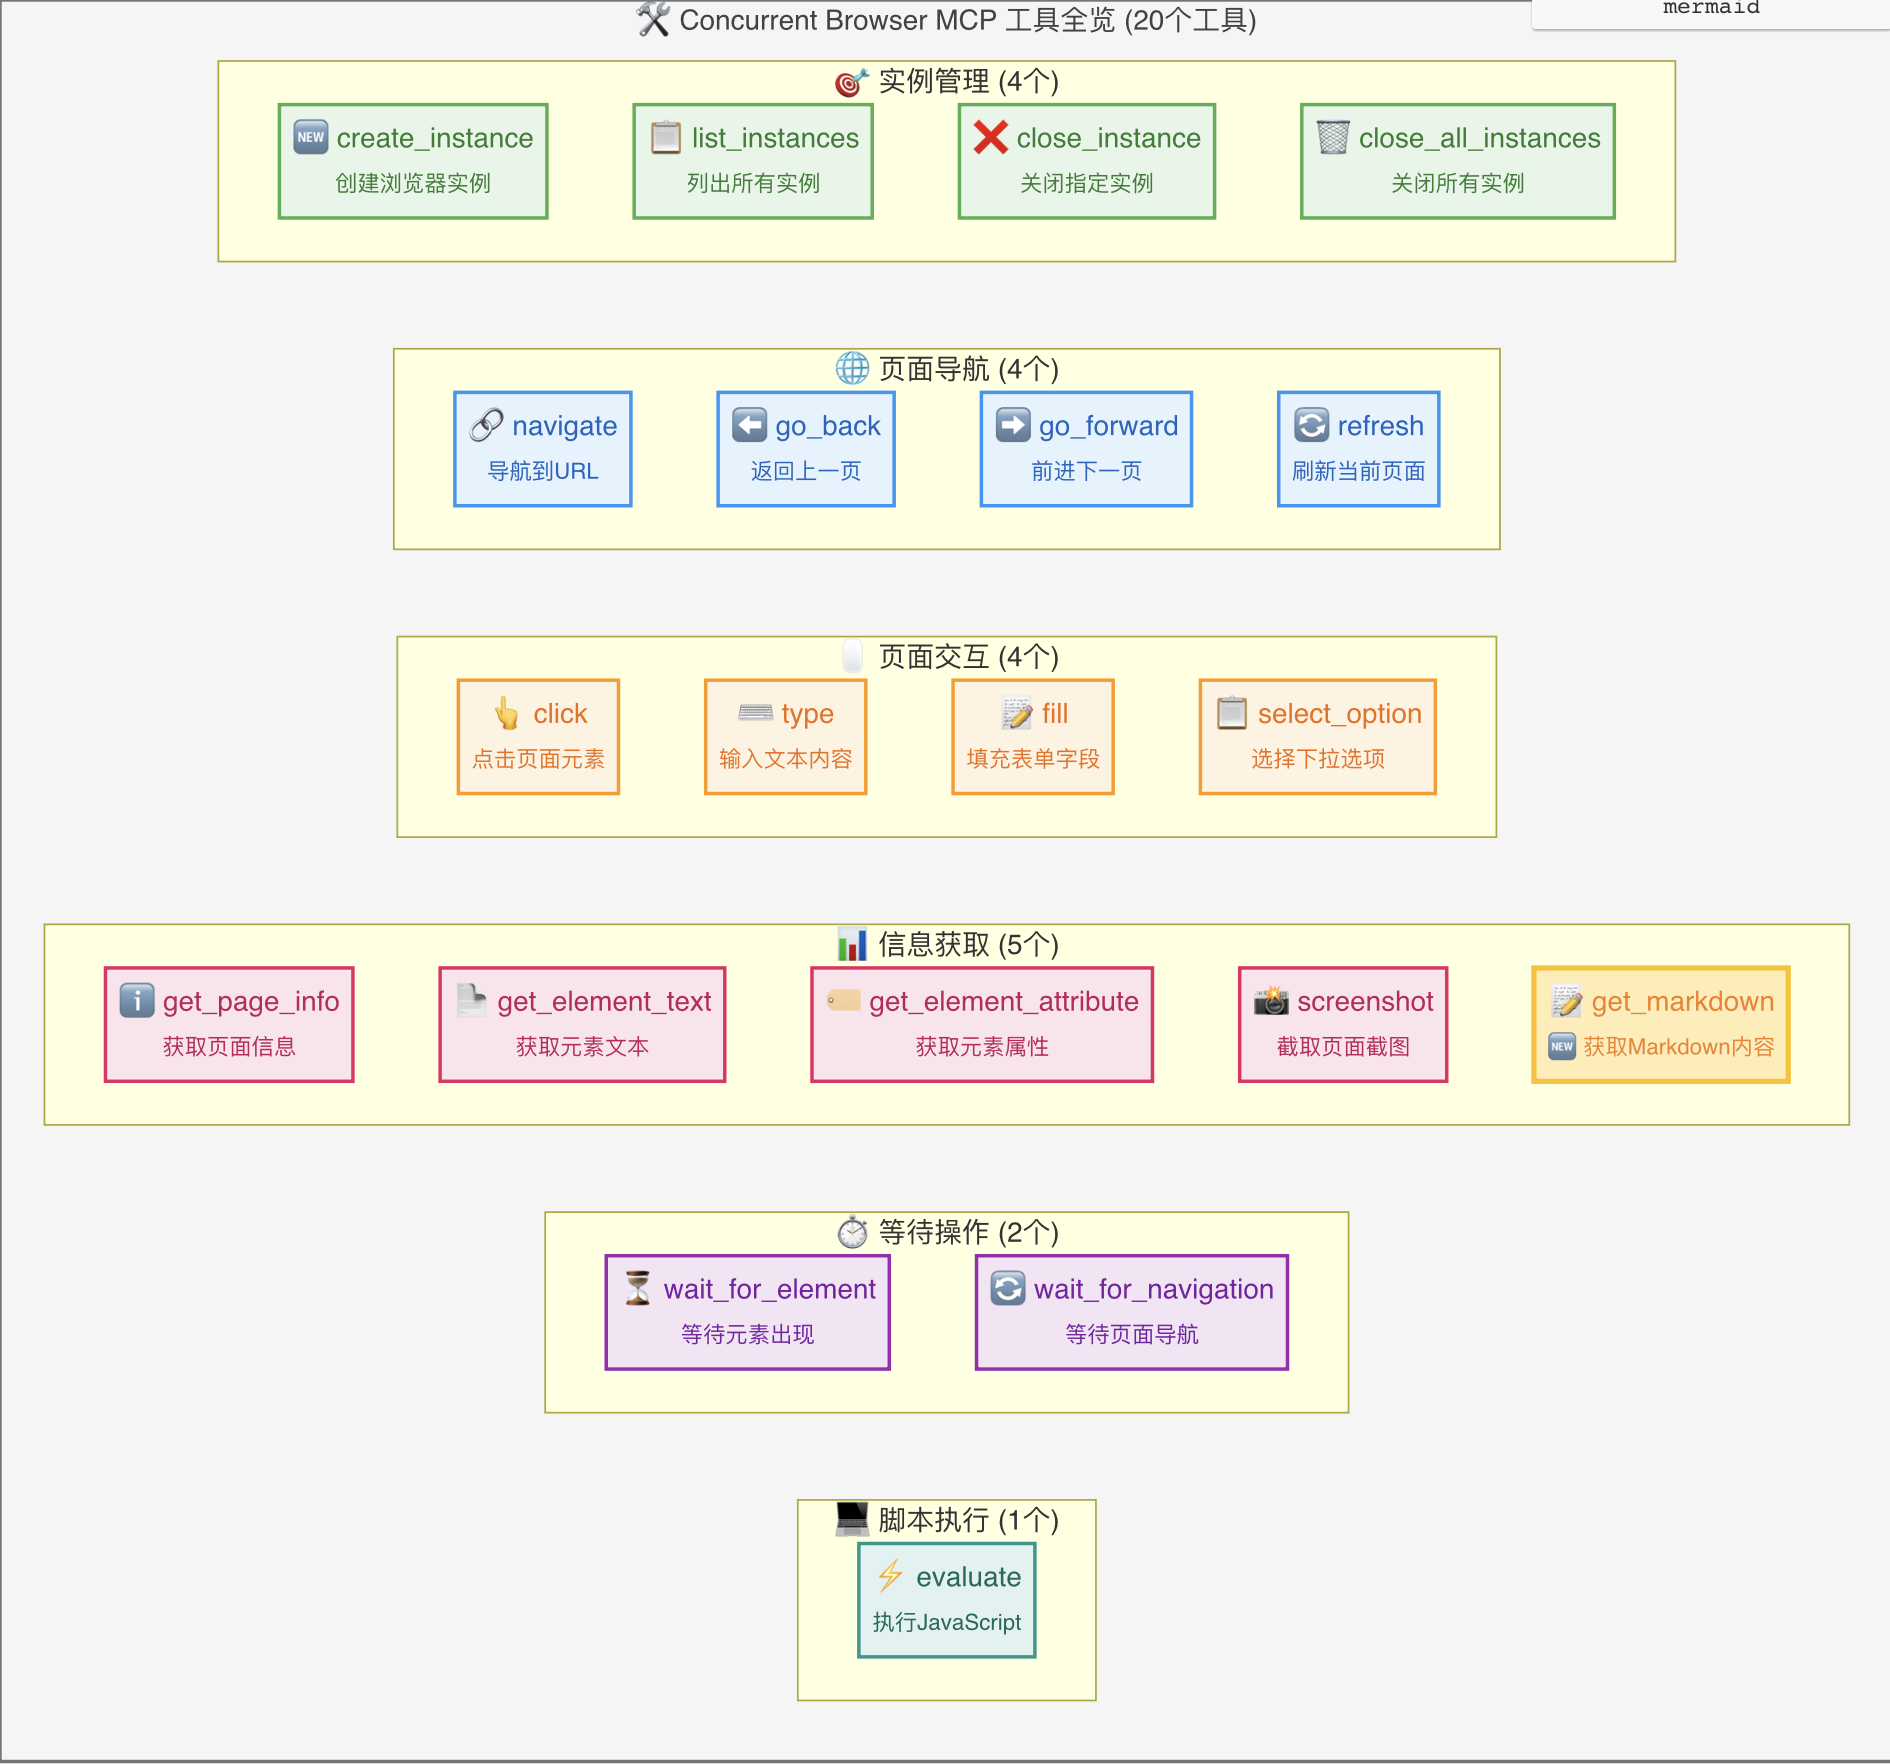 mermaid
🛠 Concurrent Browser MCP 工具全览 (20个工具)
🎯 实例管理 (4个)
🆕 create_instance
创建浏览器实例
📋 list_instances
列出所有实例
❌ close_instance
关闭指定实例
🗑 close_all_instances
关闭所有实例
🌐 页面导航 (4个)
🔗 navigate
导航到URL
⬅ go_back
返回上一页
➡ go_forward
前进下一页
🔄 refresh
刷新当前页面
🖱 页面交互 (4个)
👆 click
点击页面元素
⌨ type
输入文本内容
📝 fill
填充表单字段
📋 select_option
选择下拉选项
📊 信息获取 (5个)
ℹ get_page_info
获取页面信息
📄 get_element_text
获取元素文本
🏷 get_element_attribute
获取元素属性
📸 screenshot
截取页面截图
📝 get_markdown
🆕 获取Markdown内容
⏱ 等待操作 (2个)
⏳ wait_for_element
等待元素出现
🔄 wait_for_navigation
等待页面导航
💻 脚本执行 (1个)
⚡ evaluate
执行JavaScript